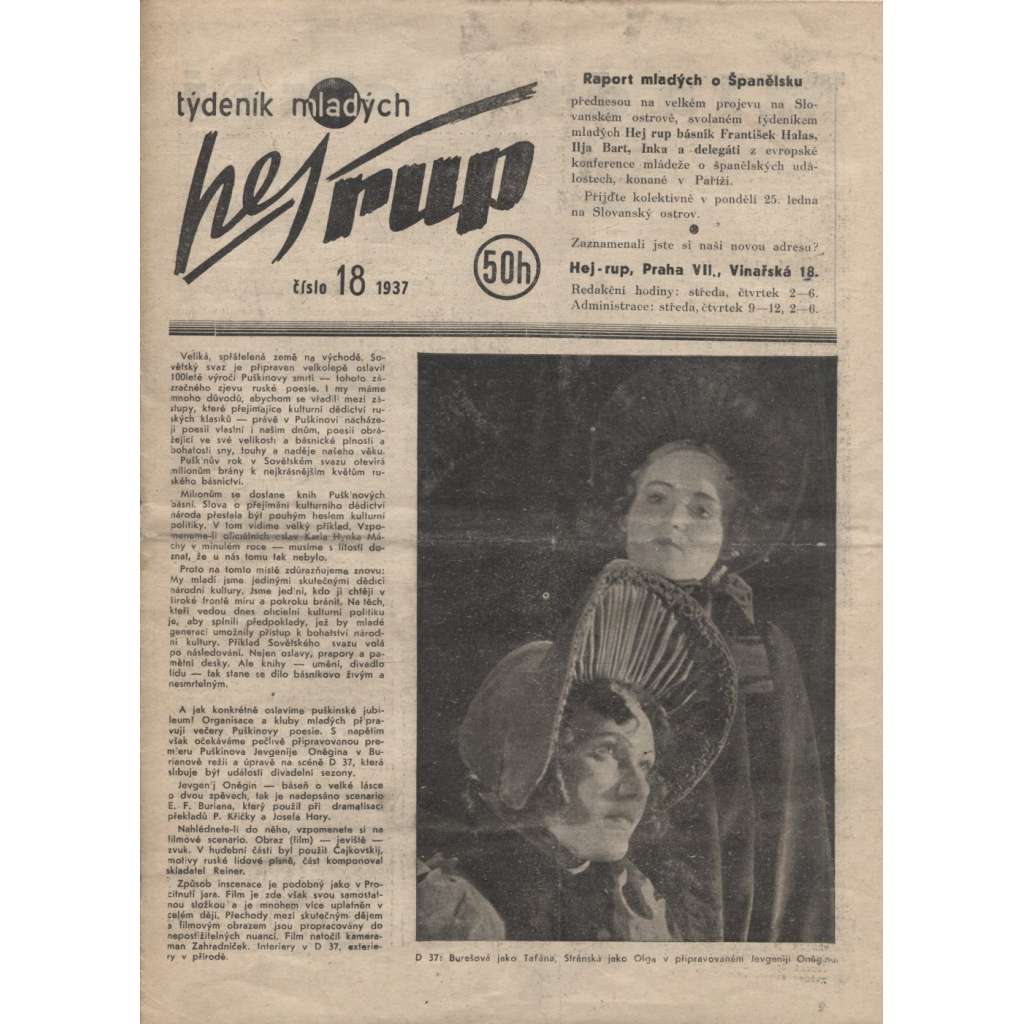 týdeník mladých
hej rup
číslo 18 1937
50h
Raport mladých o Španělsku
přednesou na velkém projevu na Slo-
vanském ostrově, svolaném týdeníkem
mladých Hej rup básník František Halas,
Ilja Bart, Inka a delegáti z evropské
konference mládeže o španělských udá-
lostech, konané v Paříži.
Přijďte kolektivně v pondělí 25. ledna
na Slovanský ostrov.
Zaznamenali jste si naši novou adresu?
Hej-rup, Praha VII., Vinařská 18.
Redakční hodiny: středa, čtvrtek 2—6.
Administrace: středa, čtvrtek 9—12, 2—6.
Veliká, spřátelená země na východě. So-
větský svaz je připraven velkolepě oslaviť
100leté výročí Puškinovy smrti — tohoto zá-
zračného zjevu ruské poesie. I my máme
mnoho důvodů, abychom se vřadili mezi zá-
stupy, které přejímajíce kulturní dědictví ru-
ských klasiků — právě v Puškinovi nacháze-
jí poesii vlastní i našim dnům, poesii obrá-
žející ve své velikosti a básnické plnosti a
bohatosti sny, touhy a naděje našeho věku.
Pušk'nův rok v Sovětském svazu otevírá
milionům brány k nejkrásnějším květům ru-
ského básnictví.
Milionům se dostane knih Pušk'nových
básní. Slova o přejímání kulturního dědictví
národa přestala být pouhým heslem kulturní
politiky. V tom vidíme velký příklad. Vzpo-
meneme-li oficiálních oslav Karla Hynka Má-
chy v minulém roce — musíme s lítostí do-
znat, že u nás tomu tak nebylo.
Proto na tomto místě zdůrazňujeme znovu:
My mladí jsme jedinými skutečnými dědici
národní kultury. Jsme jed'ní, kdo ji chtějí v
široké frontě míru a pokroku bránit. Na těch,
kteří vedou dnes oficielní kulturní politiku
je, aby splnili předpoklady, jež by mladé
generaci umožnily přístup k bohatství národ-
ní kultury. Příklad Sovětského svazu volá
po následování. Nejen oslavy, prapory a pa-
mětní desky. Ale knihy — umění, divadlo
lidu — tak stane se dílo básníkovo živým a
nesmrtelným.
A jak konkrétně oslavíme puškinské jubi-
leum? Organisace a kluby mladých př'pra-
vují večery Puškinovy poesie. S napětím
však očekáváme pečlivě připravovanou pre-
m'eru Puškinova Jevgenije Oněgina v Bu-
rianově režii a úpravě na scéně D 37, která
slibuje být událostí divadelní sezony.
Jevgen'j Oněgin — báseň o velké lásce
o dvou zpěvech, tak je nadepsáno scenario
E. F. Buriana, který použil při dramatisaci
překladů P. Křičky a Josefa Hory.
Nahlédnete-li do něho, vzpomenete si na
filmové scenario. Obraz (film) — jeviště —
zvuk. V hudební části byl použil Čajkovskij,
motivy ruské lidové písně, část komponoval
skladatel Reiner.
Způsob inscenace je podobný jako v Pro-
citnutí jara. Film je zde však svou samostat-
nou složkou a je mnohem více uplatněn v
celém ději. Přechody mezi skutečným dějem
a filmovým obrazem jsou propracovány do
nepostižitelných nuancí. Film natočil kamera-
man Zahradníček. Interiery v D 37, exterie-
ry v přírodě.
D 37: Burešová jako Taťána, Stránská jako Olga v připravovaném Jevgeniji Oněginu.